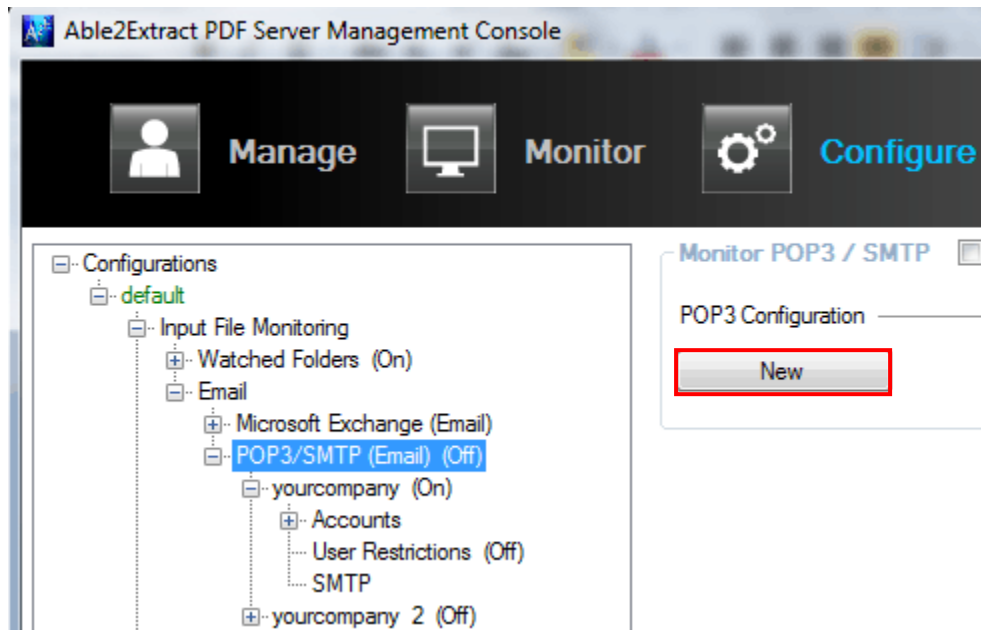 Able2Extract PDF Server Management Console
Manage Monitor Configure
Configurations
default
Input File Monitoring
Watched Folders (On)
Email
Microsoft Exchange (Email)
POP3/SMTP (Email) (Off)
yourcompany (On)
Accounts
User Restrictions (Off)
SMTP
yourcompany 2 (Off)
Monitor POP3 / SMTP
POP3 Configuration
New